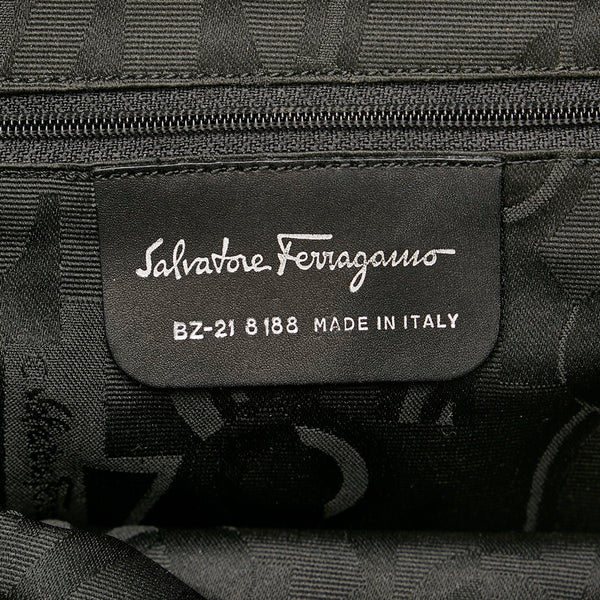 Salvatore Ferragamo
BZ-21 8188 MADE IN ITALY